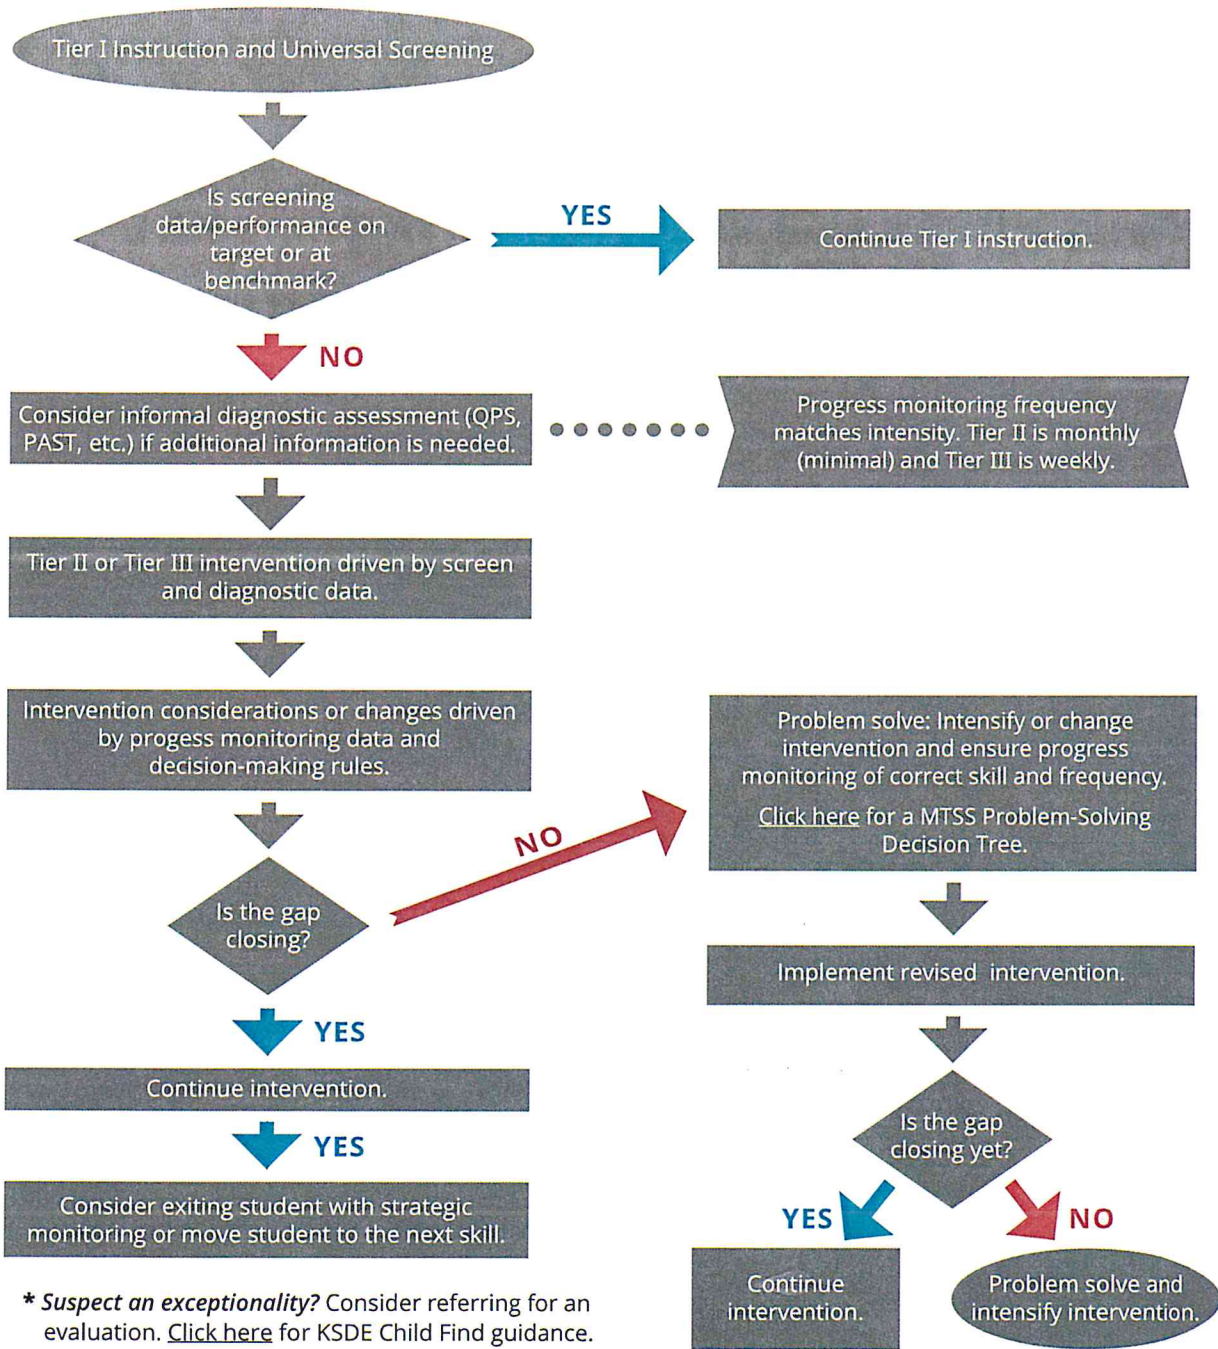 Tier I Instruction and Universal Screening
Is screening
data/performance on
target or at
benchmark?
YES
Continue Tier I instruction.
NO
Consider informal diagnostic assessment (QPS,
PAST, etc.) if additional information is needed.
Progress monitoring frequency
matches intensity. Tier II is monthly
(minimal) and Tier III is weekly.
Tier II or Tier III intervention driven by screen
and diagnostic data.
Intervention considerations or changes driven
by progess monitoring data and
decision-making rules.
Is the gap
closing?
NO
Problem solve: Intensify or change
intervention and ensure progress
monitoring of correct skill and frequency.
Click here for a MTSS Problem-Solving
Decision Tree.
YES
Continue intervention.
YES
Consider exiting student with strategic
monitoring or move student to the next skill.
Implement revised intervention.
Is the gap
closing yet?
YES
Continue
intervention.
NO
Problem solve and
intensify intervention.
* Suspect an exceptionality? Consider referring for an
evaluation. Click here for KSDE Child Find guidance.